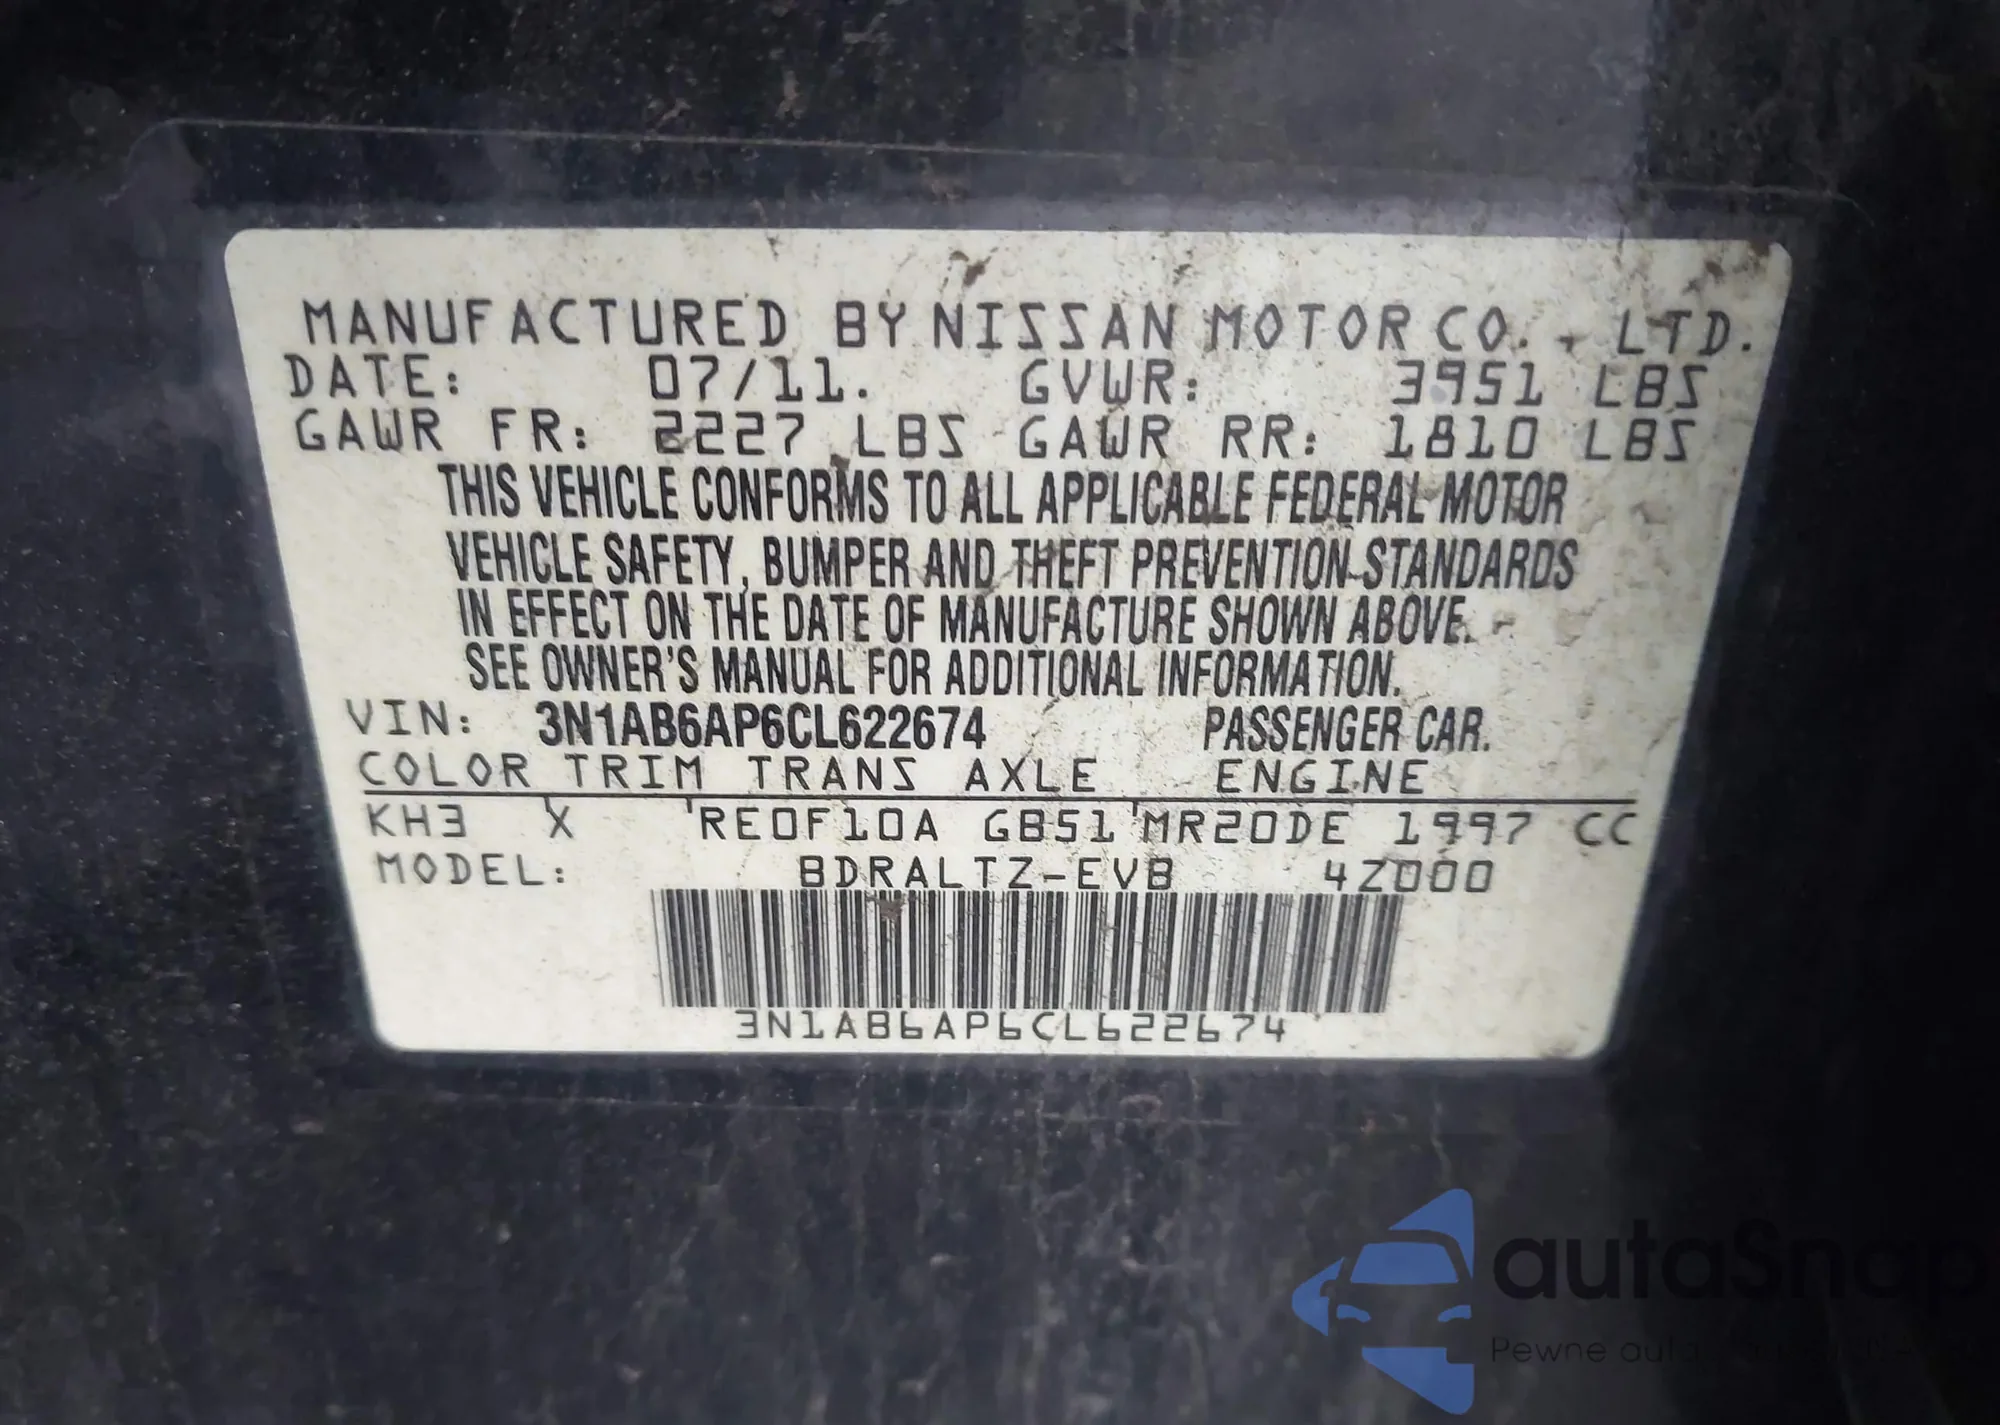 MANUFACTURED BY NISSAN MOTOR CO., LTD.
DATE: 07/11. GVWR: 3951 LBS
GAWR FR: 2227 LBS GAWR RR: 1810 LBS
THIS VEHICLE CONFORMS TO ALL APPLICABLE FEDERAL MOTOR
VEHICLE SAFETY, BUMPER AND THEFT PREVENTION STANDARDS
IN EFFECT ON THE DATE OF MANUFACTURE SHOWN ABOVE.
SEE OWNER'S MANUAL FOR ADDITIONAL INFORMATION.
VIN: 3N1AB6AP6CL622674 PASSENGER CAR.
COLOR TRIM TRANS AXLE ENGINE
KH3 X RE0F10A GB51 MR20DE 1997 CC
MODEL: BDRALTZ-EVB 4Z000
3N1AB6AP6CL622674
autaSnap
Pewne auta